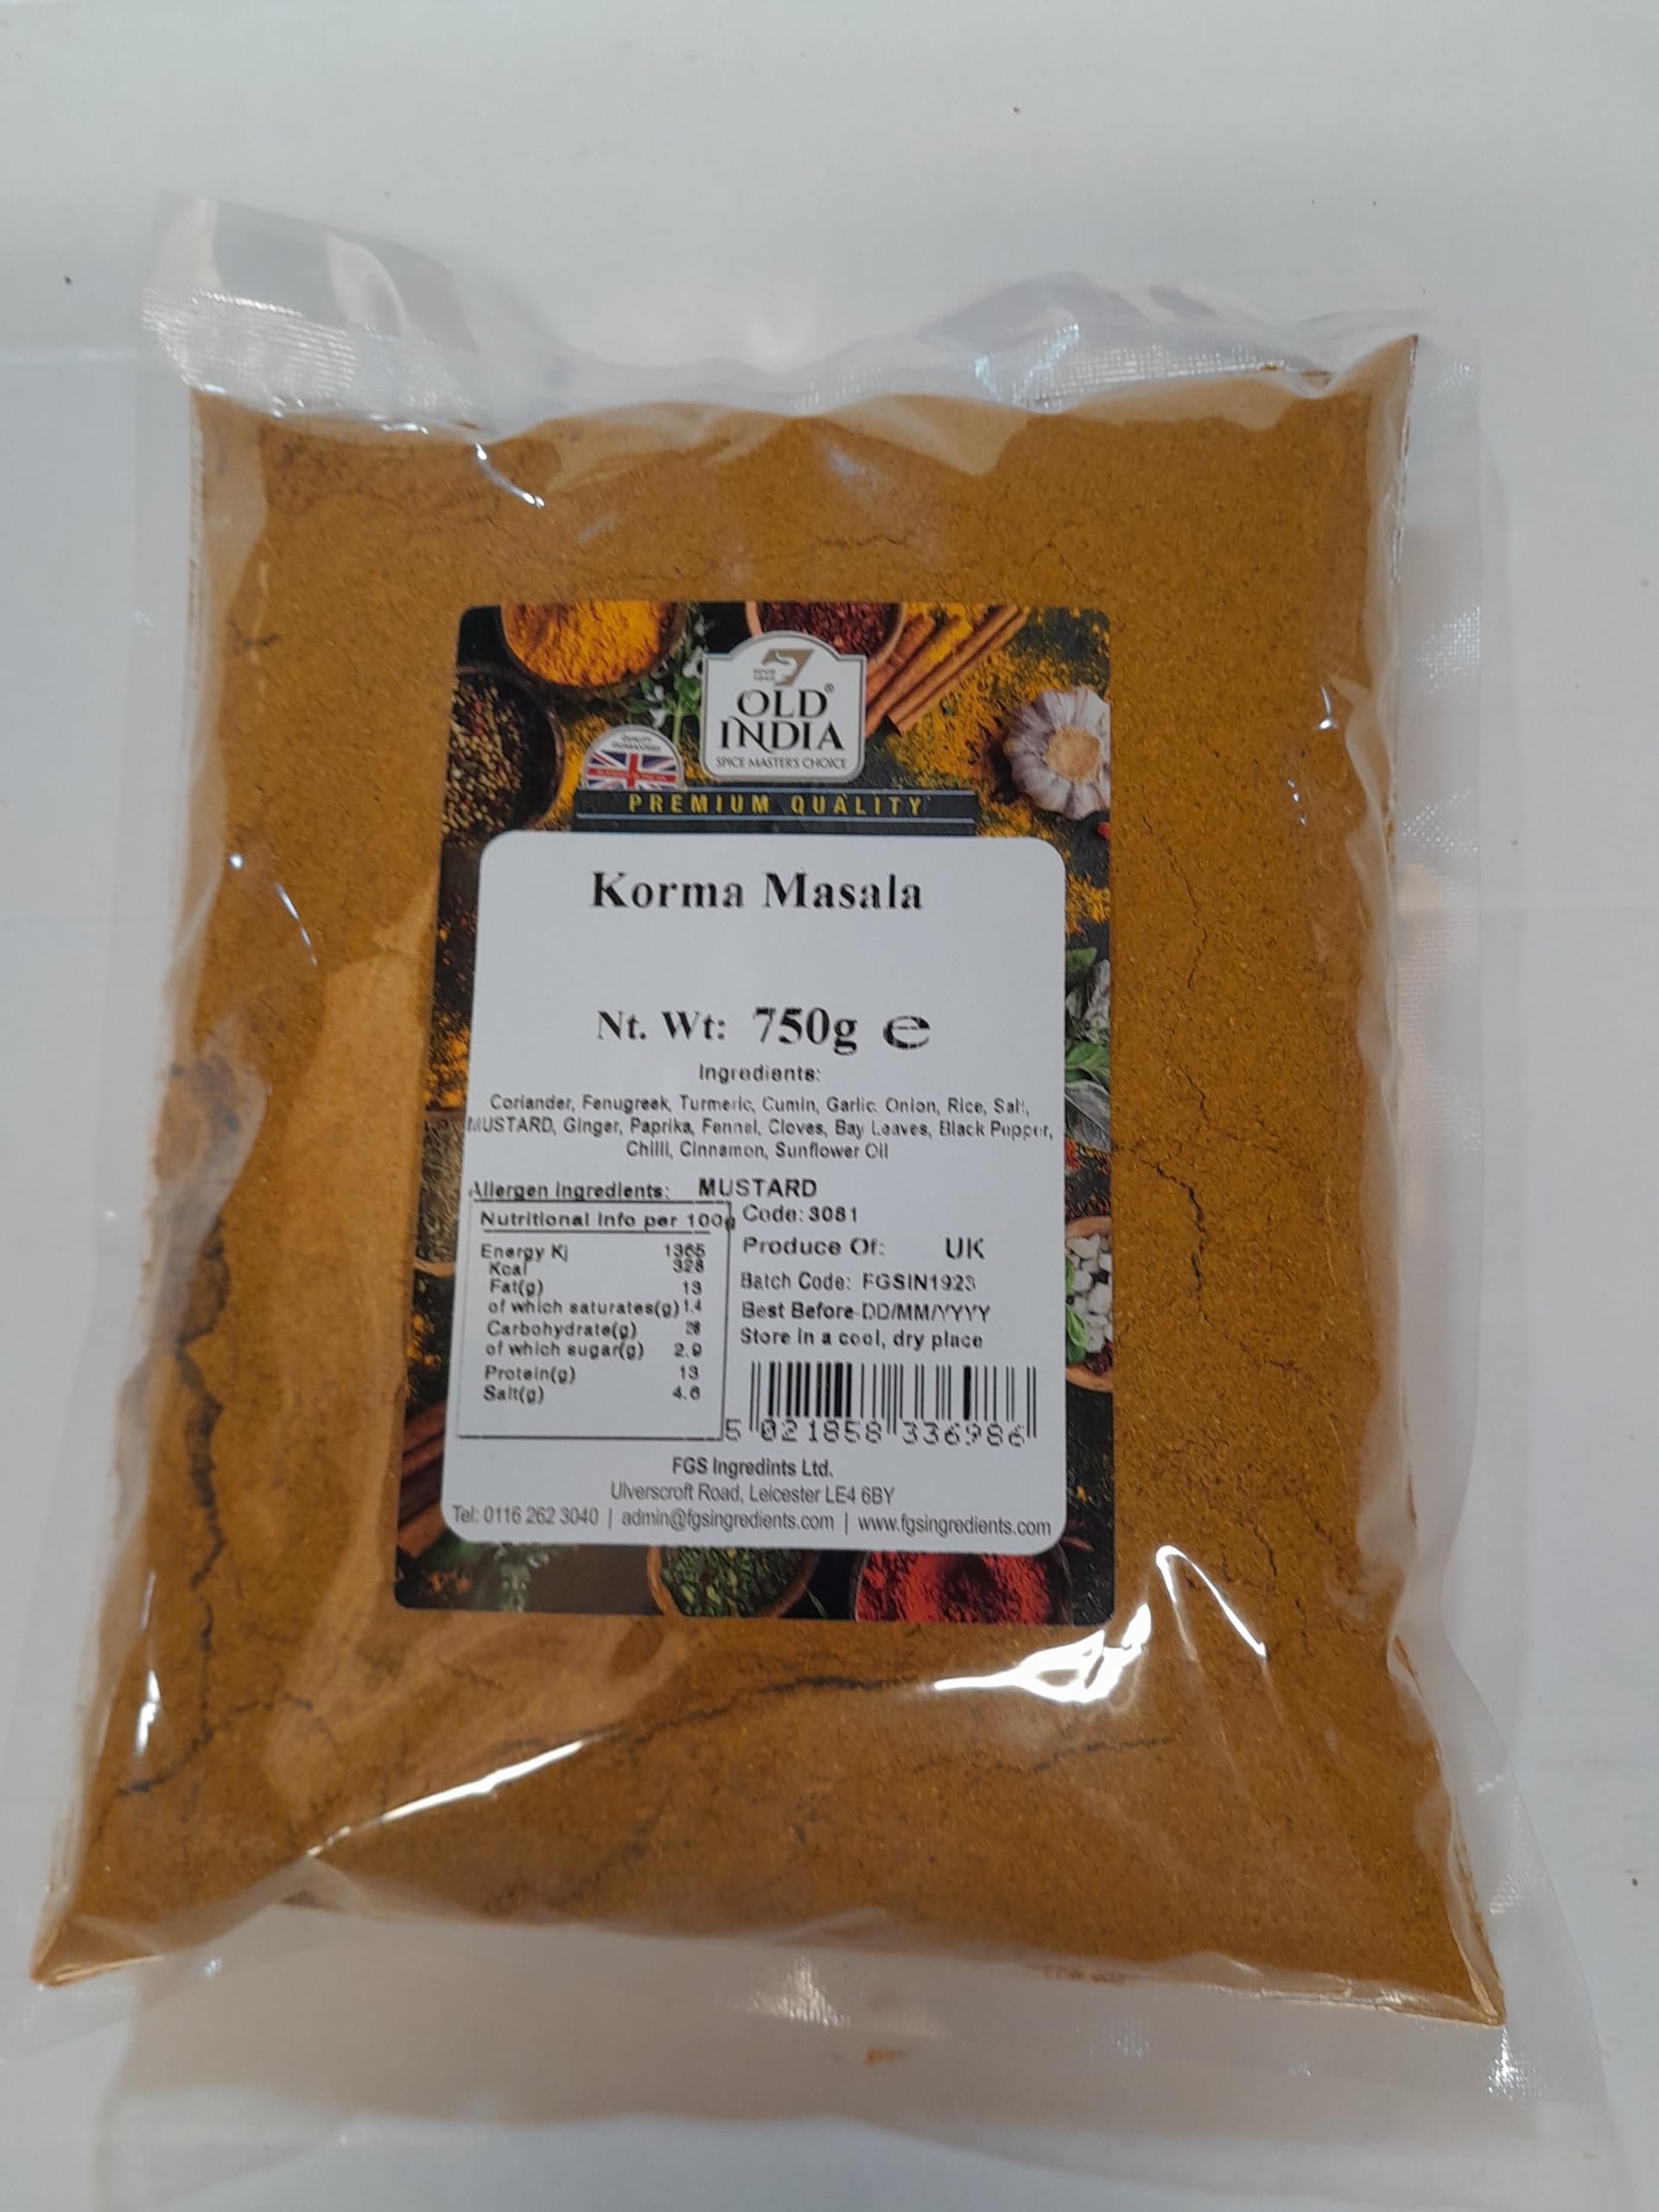 OLD®
INDIA
SPICE MASTER'S CHOICE
QUALITY
GUARANTEED
PREMIUM QUALITY
Korma Masala
Nt. Wt: 750g ℮
Ingredients:
Coriander, Fenugreek, Turmeric, Cumin, Garlic, Onion, Rice, Salt,
MUSTARD, Ginger, Paprika, Fennel, Cloves, Bay Leaves, Black Pepper,
Chilli, Cinnamon, Sunflower Oil
Allergen ingredients: MUSTARD
Nutritional Info per 100g
Energy Kj 1365
Kcal 328
Fat(g) 13
of which saturates(g) 1.4
Carbohydrate(g) 28
of which sugar(g) 2.9
Protein(g) 13
Salt(g) 4.6
Code: 3081
Produce Of: UK
Batch Code: FGSIN1923
Best Before-DD/MM/YYYY
Store in a cool, dry place
5 021858 336986
FGS Ingredints Ltd.
Ulverscroft Road, Leicester LE4 6BY
Tel: 0116 262 3040 | admin@fgsingredients.com | www.fgsingredients.com